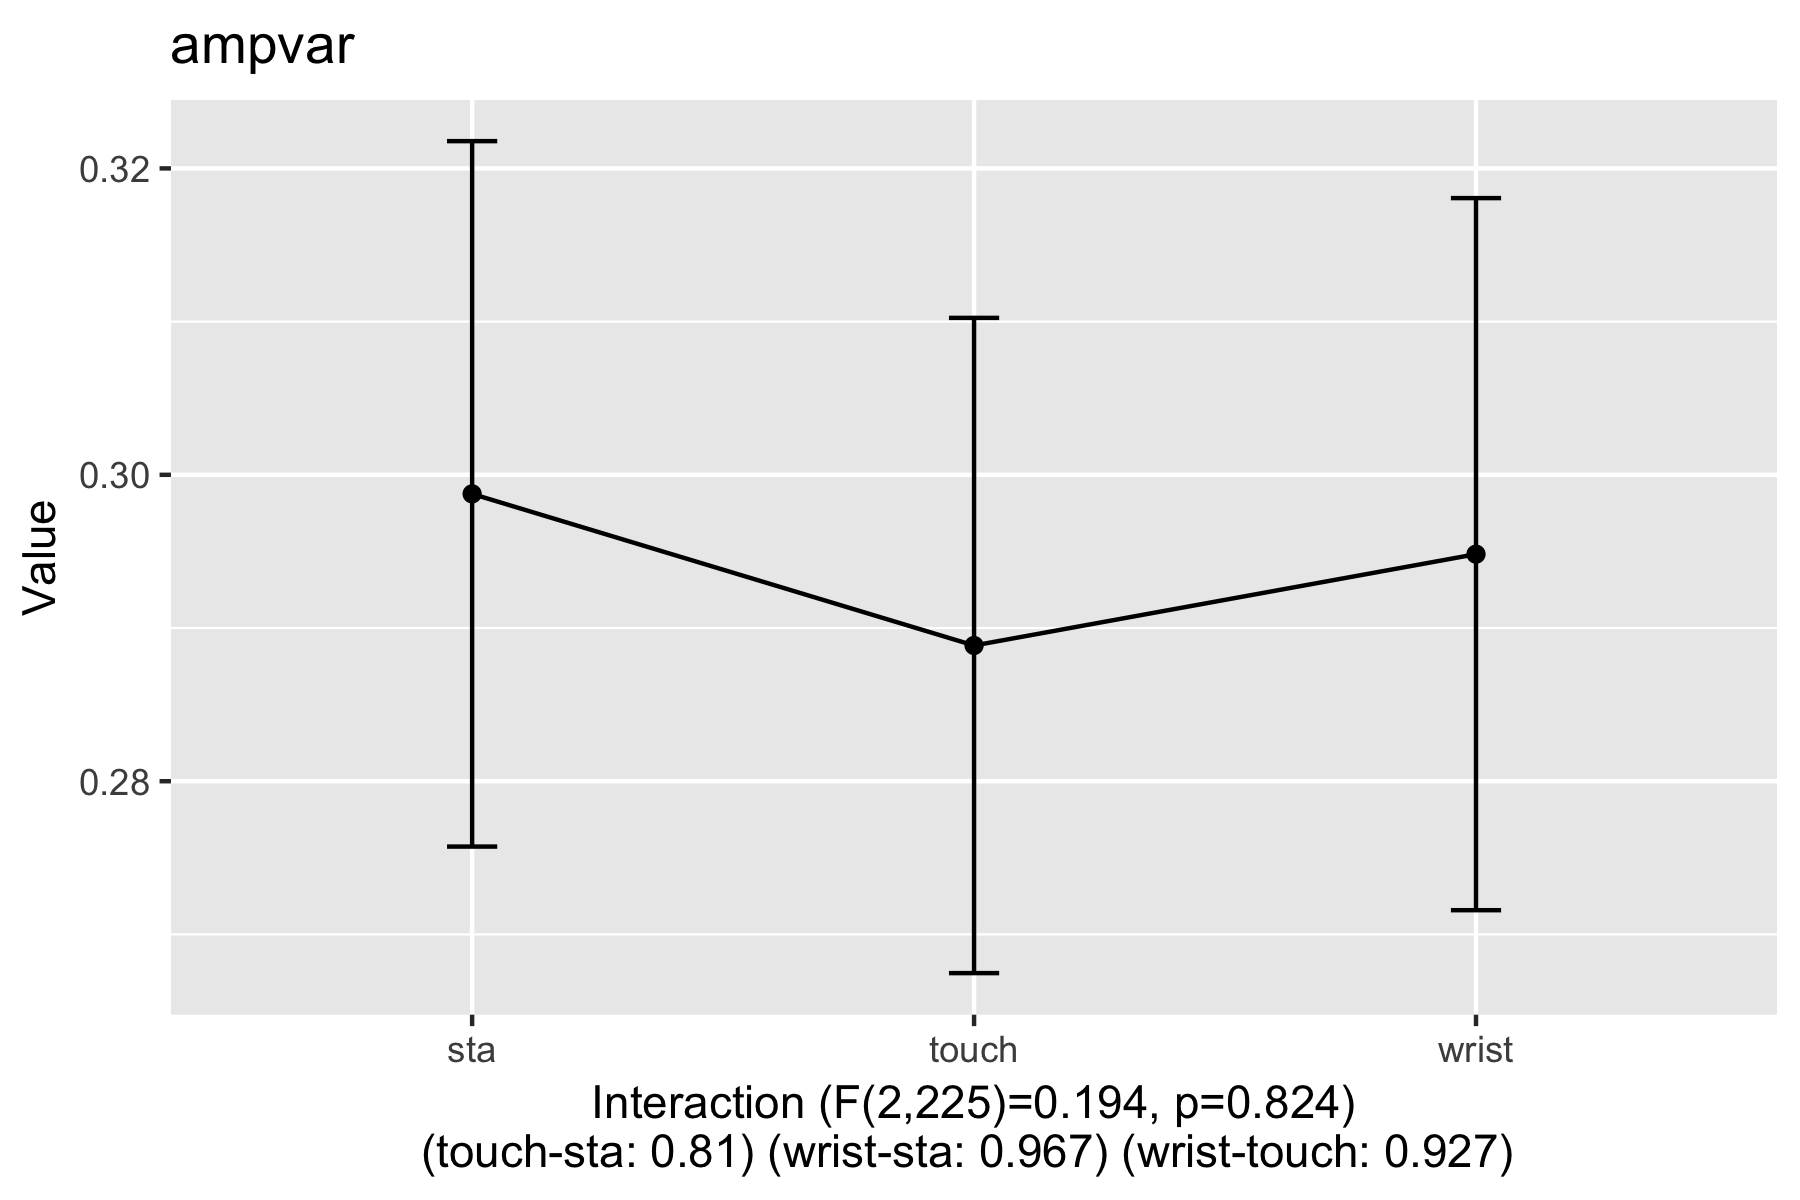 ampvar
0.32
0.30
0.28
Value
sta touch wrist
Interaction (F(2,225)=0.194, p=0.824)
(touch-sta: 0.81) (wrist-sta: 0.967) (wrist-touch: 0.927)